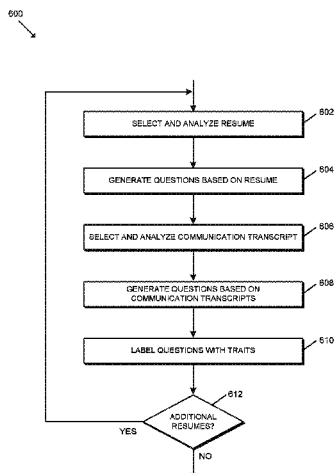 600
602
SELECT AND ANALYZE RESUME
604
GENERATE QUESTIONS BASED ON RESUME
606
SELECT AND ANALYZE COMMUNICATION TRANSCRIPT
608
GENERATE QUESTIONS BASED ON
COMMUNICATION TRANSCRIPTS
610
LABEL QUESTIONS WITH TRAITS
612
ADDITIONAL
RESUMES?
YES
NO